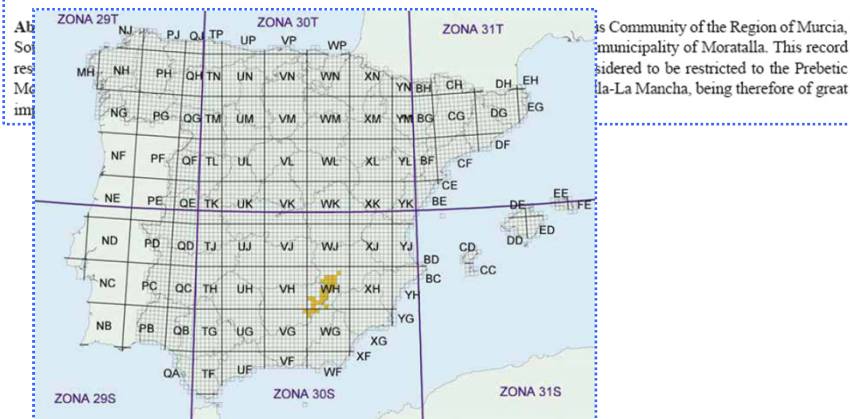 Ab
s Community of the Region of Murcia,
So
municipality of Moratalla. This record
res
sidered to be restricted to the Prebetic
Mo
la-La Mancha, being therefore of great
im
ZONA 29T ZONA 30T ZONA 31T
NJ PJ QJ TP UP VP WP
MH NH PH QH TN UN VN WN XN YN BH CH DH EH
NG PG QG TM UM VM WM XM YM BG CG DG EG
NF PF QF TL UL VL WL XL YL BF CF DF
NE PE QE TK UK VK WK XK YK BE CE DE EE FE
ND PD QD TJ UJ VJ WJ XJ YJ BD CD DD ED
NC PC QC TH UH VH WH XH YH BC CC
NB PB QB TG UG VG WG XG YG
QA TF UF VF WF XF
ZONA 29S ZONA 30S ZONA 31S